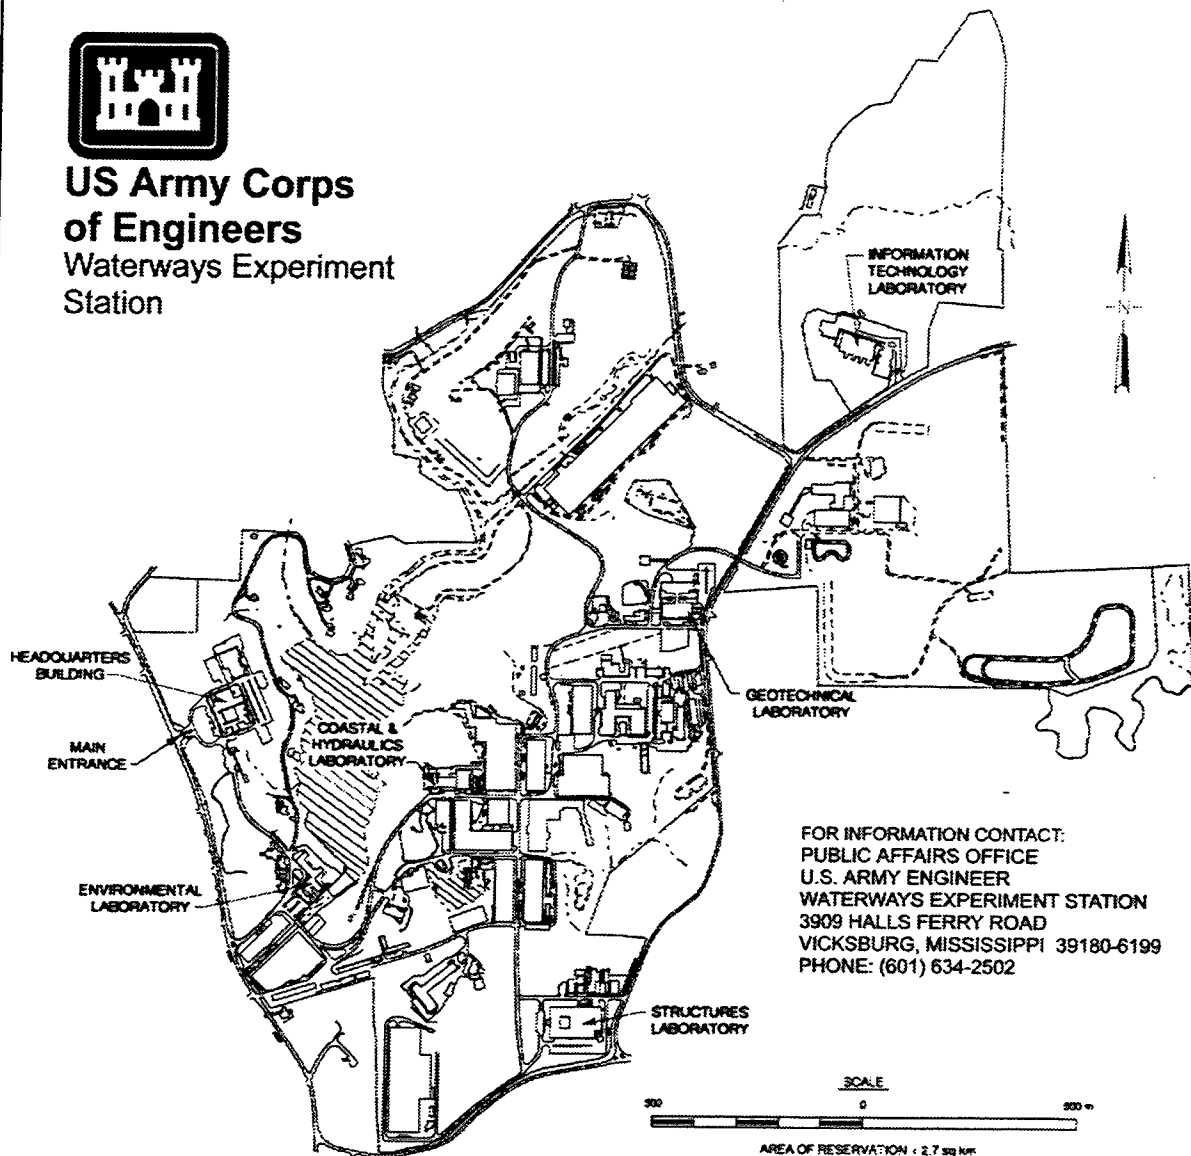 US Army Corps
of Engineers
Waterways Experiment
Station
INFORMATION
TECHNOLOGY
LABORATORY
N
HEADQUARTERS
BUILDING
MAIN
ENTRANCE
COASTAL &
HYDRAULICS
LABORATORY
GEOTECHNICAL
LABORATORY
ENVIRONMENTAL
LABORATORY
STRUCTURES
LABORATORY
FOR INFORMATION CONTACT:
PUBLIC AFFAIRS OFFICE
U.S. ARMY ENGINEER
WATERWAYS EXPERIMENT STATION
3909 HALLS FERRY ROAD
VICKSBURG, MISSISSIPPI 39180-6199
PHONE: (601) 634-2502
SCALE
500 0 500 m
AREA OF RESERVATION : 2.7 sq km